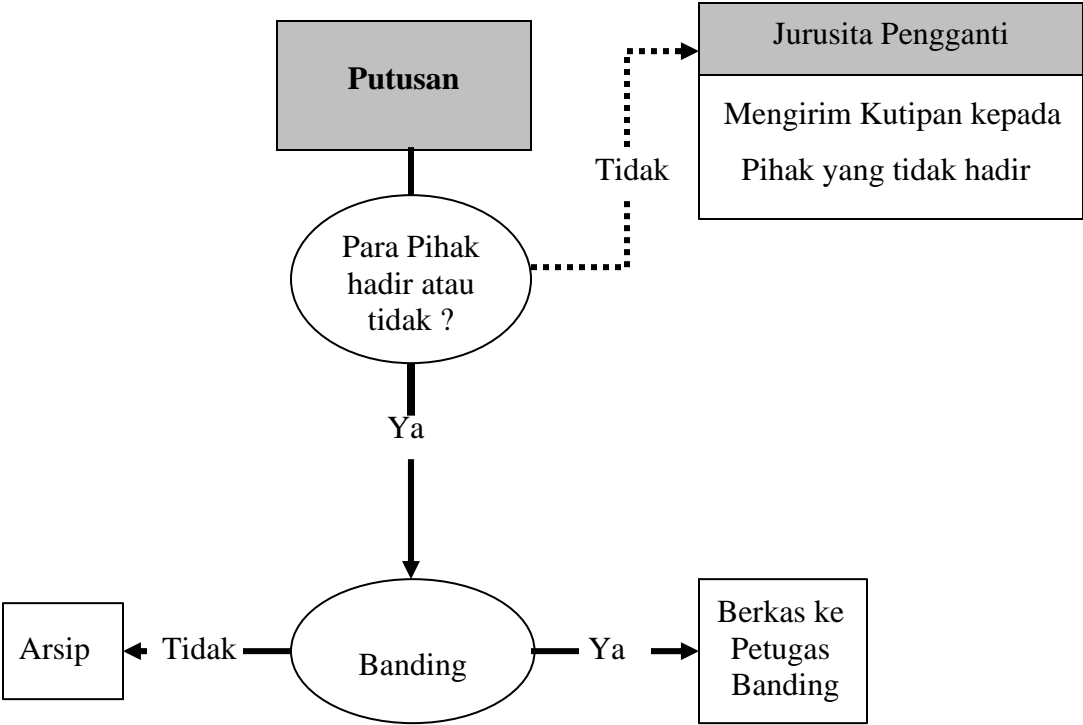 Putusan
Jurusita Pengganti
Mengirim Kutipan kepada
Pihak yang tidak hadir
Tidak
Para Pihak
hadir atau
tidak ?
Ya
Arsip
Tidak
Banding
Ya
Berkas ke
Petugas
Banding